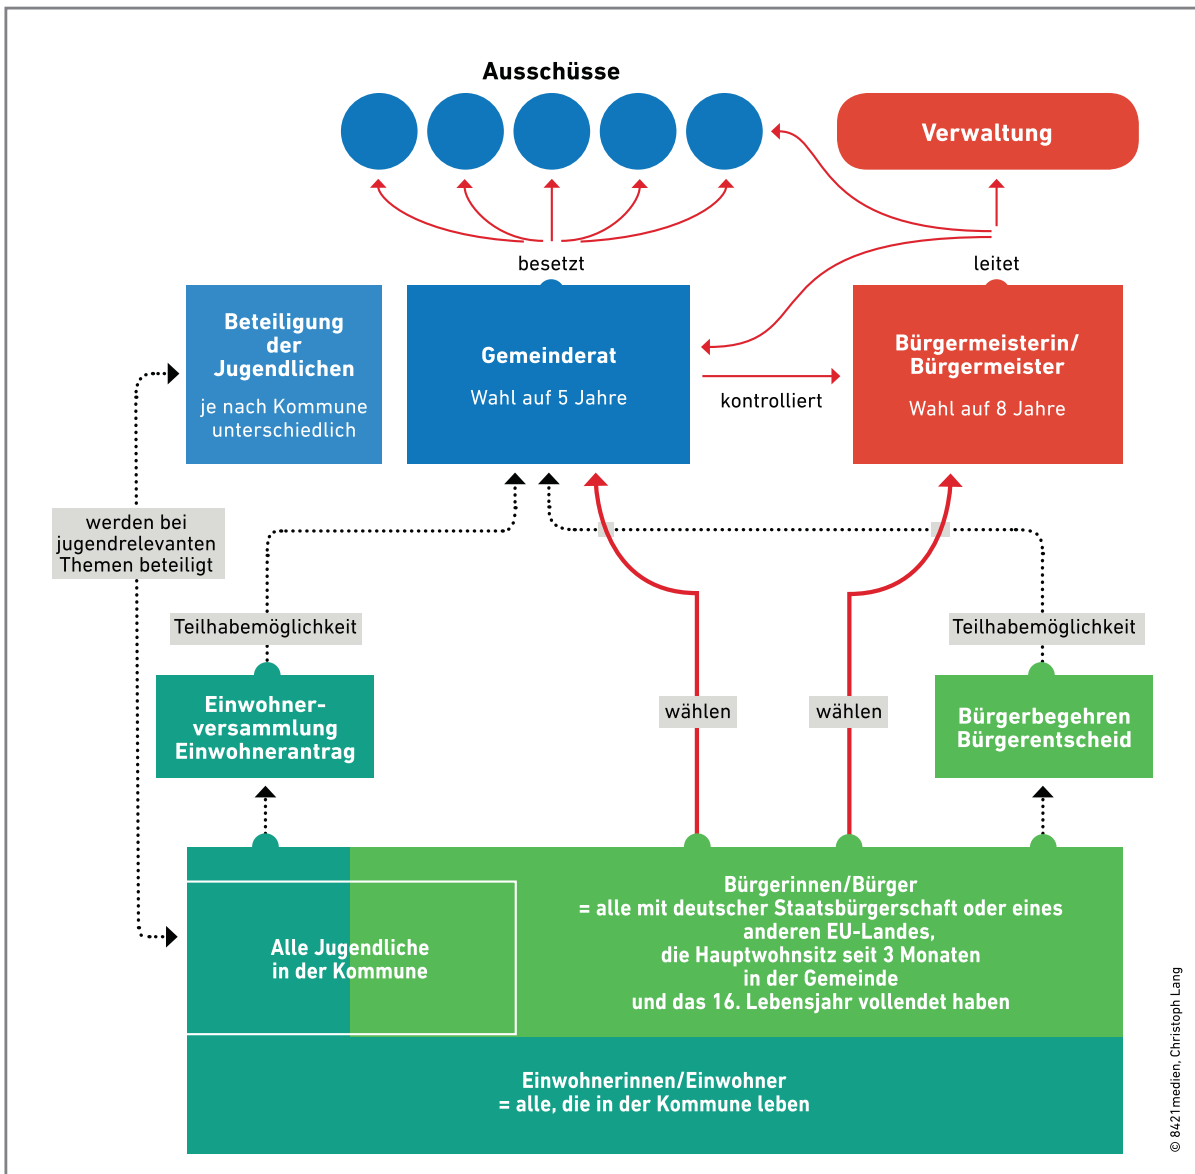 Ausschüsse
Verwaltung
besetzt
leitet
Beteiligung
der
Jugendlichen
je nach Kommune
unterschiedlich
Gemeinderat
Wahl auf 5 Jahre
kontrolliert
Bürgermeisterin/
Bürgermeister
Wahl auf 8 Jahre
werden bei
jugendrelevanten
Themen beteiligt
Teilhabemöglichkeit
Teilhabemöglichkeit
Einwohner-
versammlung
Einwohnerantrag
wählen
wählen
Bürgerbegehren
Bürgerentscheid
Alle Jugendliche
in der Kommune
Bürgerinnen/Bürger
= alle mit deutscher Staatsbürgerschaft oder eines
anderen EU-Landes,
die Hauptwohnsitz seit 3 Monaten
in der Gemeinde
und das 16. Lebensjahr vollendet haben
Einwohnerinnen/Einwohner
= alle, die in der Kommune leben
© 8421medien, Christoph Lang